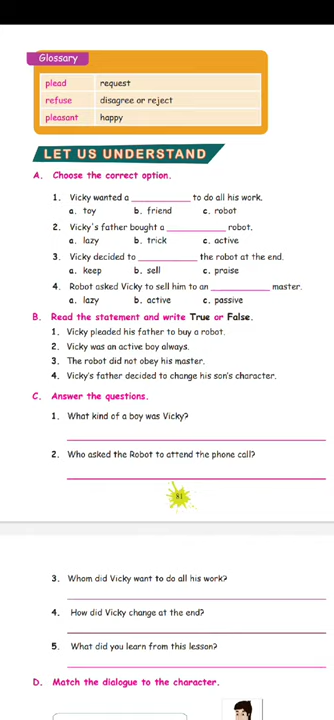 Glossary
plead request
refuse disagree or reject
pleasant happy
LET US UNDERSTAND
A. Choose the correct option.
1. Vicky wanted a ____________ to do all his work.
a. toy b. friend c. robot
2. Vicky's father bought a ____________ robot.
a. lazy b. trick c. active
3. Vicky decided to ____________ the robot at the end.
a. keep b. sell c. praise
4. Robot asked Vicky to sell him to an ____________ master.
a. lazy b. active c. passive
B. Read the statement and write True or False.
1. Vicky pleaded his father to buy a robot.
2. Vicky was an active boy always.
3. The robot did not obey his master.
4. Vicky's father decided to change his son's character.
C. Answer the questions.
1. What kind of a boy was Vicky?
2. Who asked the Robot to attend the phone call?
3. Whom did Vicky want to do all his work?
4. How did Vicky change at the end?
5. What did you learn from this lesson?
D. Match the dialogue to the character.